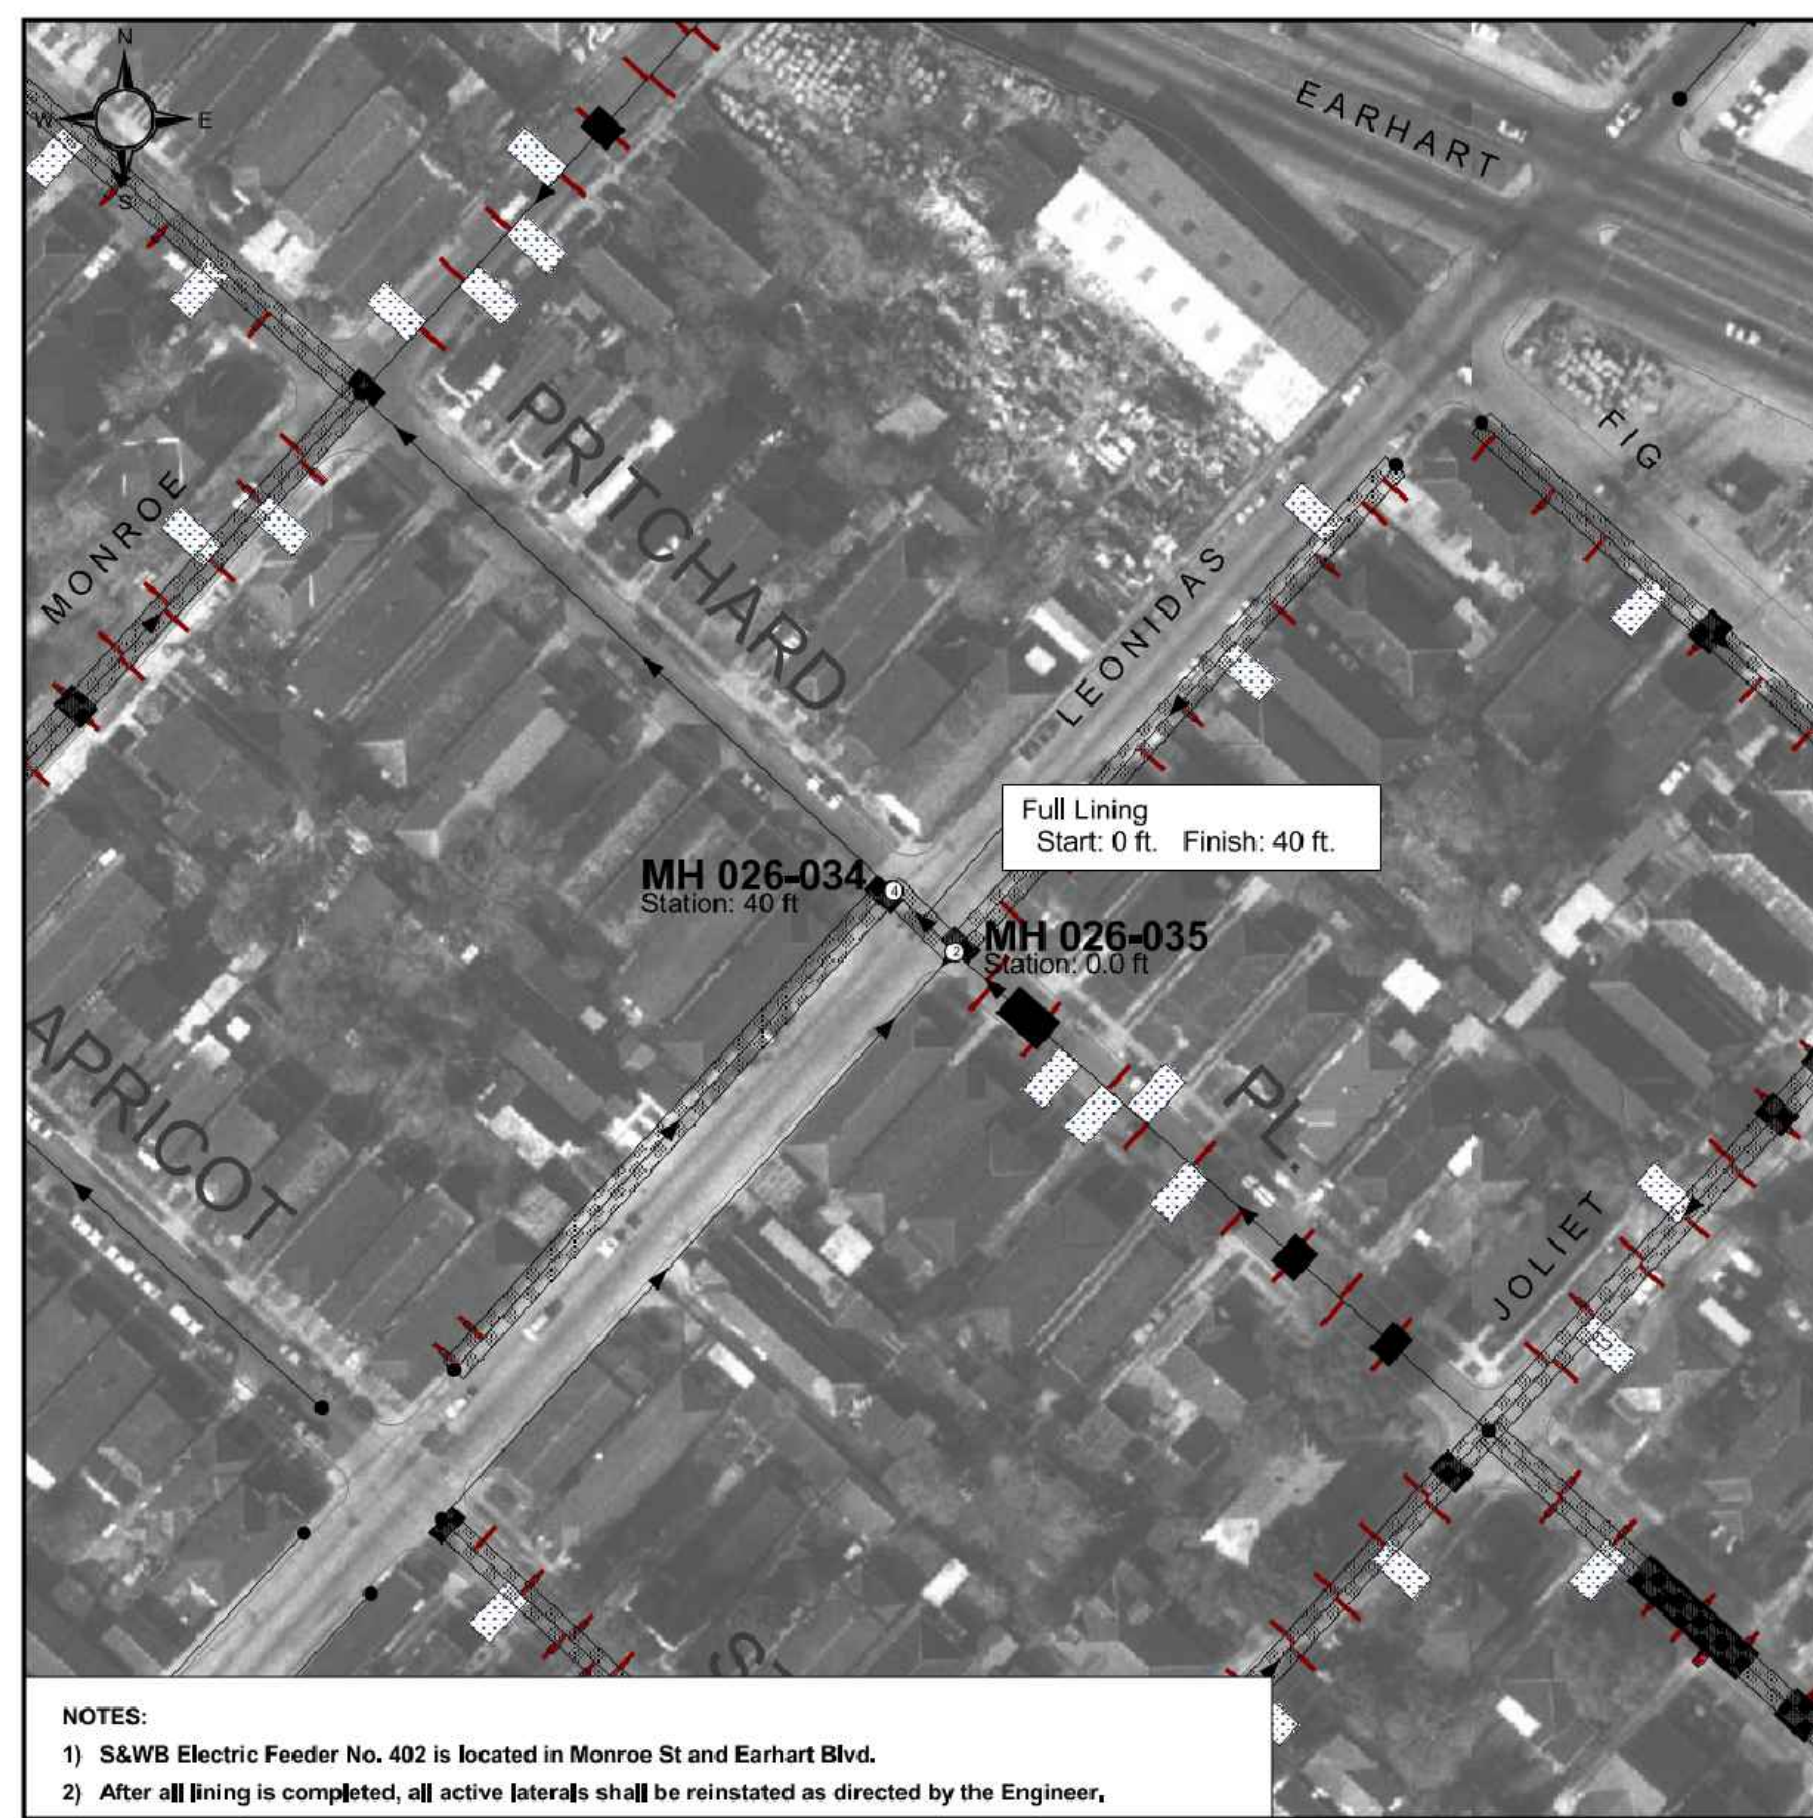 N
W E
S
EARHART
FIG
PRITCHARD
MONROE
LEONIDAS
Full Lining
Start: 0 ft. Finish: 40 ft.
MH 026-034
Station: 40 ft
4
MH 026-035
Station: 0.0 ft
2
APRICOT
PL.
JOLIET
S
NOTES:
1) S&WB Electric Feeder No. 402 is located in Monroe St and Earhart Blvd.
2) After all lining is completed, all active laterals shall be reinstated as directed by the Engineer.